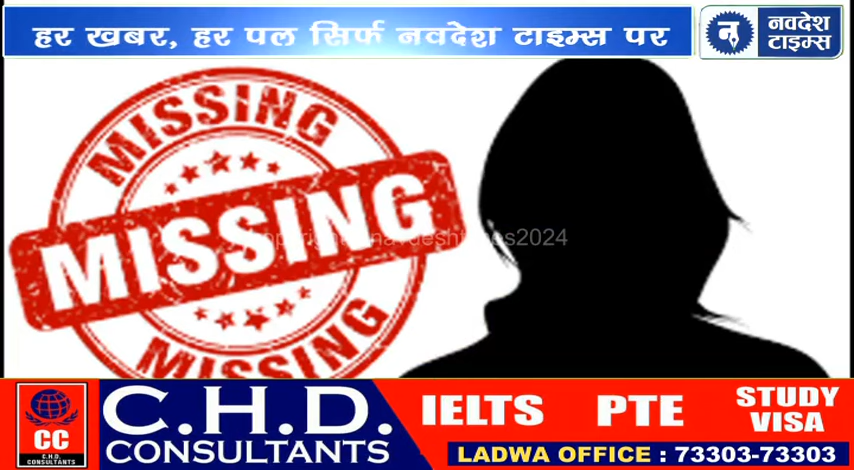 हर खबर, हर पल सिर्फ नवदेश टाइम्स पर
न
नवदेश
टाइम्स
MISSING
MISSING
MISSING
CC
C.H.D.
CONSULTANTS
C.H.D.
CONSULTANTS
IELTS PTE
STUDY
VISA
LADWA OFFICE : 73303-73303